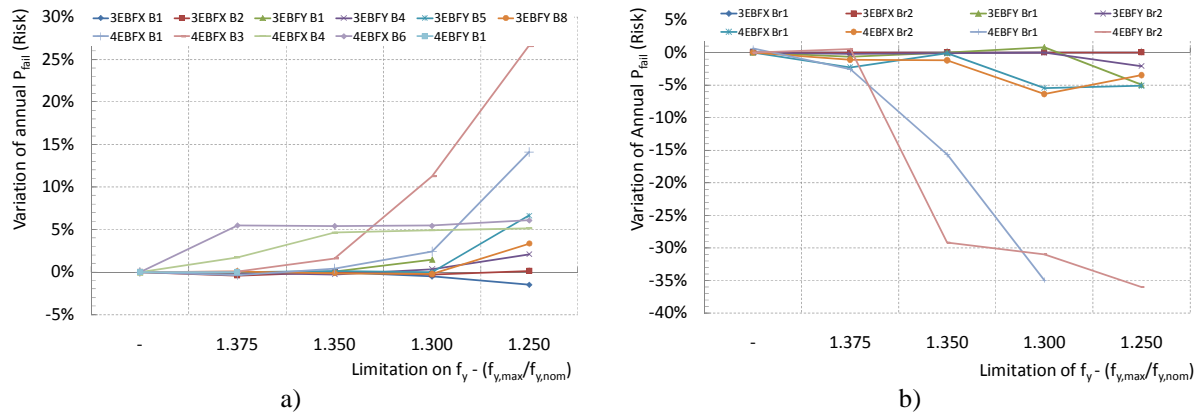 3EBFX B1 3EBFX B2 3EBFY B1 3EBFY B4 3EBFY B5 3EBFY B8
4EBFX B1 4EBFX B3 4EBFX B4 4EBFX B6 4EBFY B1
Variation of annual Pfail (Risk)
30%
25%
20%
15%
10%
5%
0%
-5%
- 1.375 1.350 1.300 1.250
Limitation on fy - (fy,max/fy,nom)
a)
3EBFX Br1 3EBFX Br2 3EBFY Br1 3EBFY Br2
4EBFX Br1 4EBFX Br2 4EBFY Br1 4EBFY Br2
Variation of Annual Pfail (Risk)
5%
0%
-5%
-10%
-15%
-20%
-25%
-30%
-35%
-40%
- 1.375 1.350 1.300 1.250
Limitation of fy - (fy,max/fy,nom)
b)